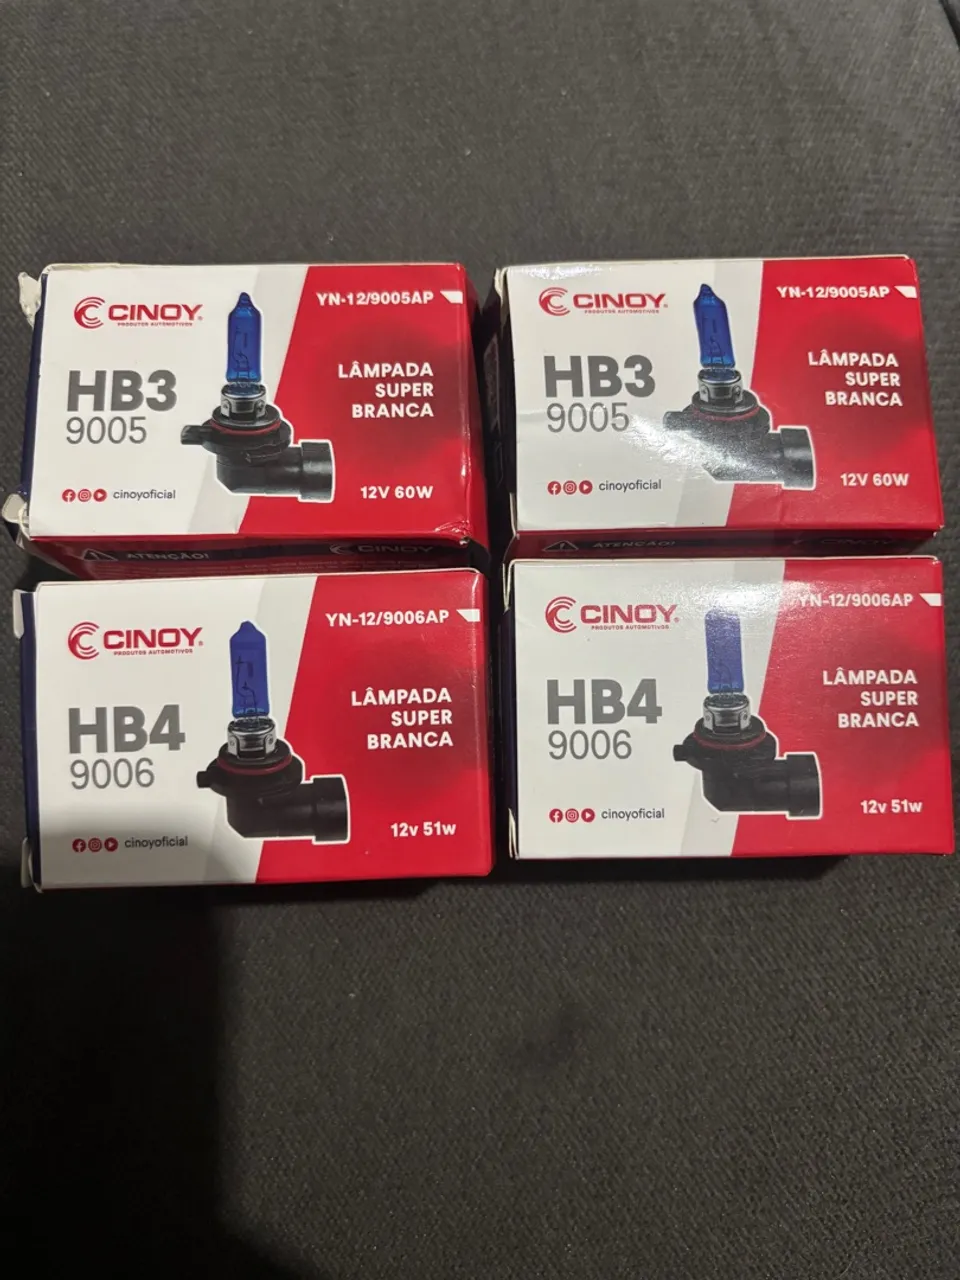 CINOY®
PRODUTOS AUTOMOTIVOS
YN-12/9005AP
HB3
9005
LÂMPADA
SUPER
BRANCA
cinoyoficial
12V 60W
ATENÇÃO!
CINOY
CINOY®
PRODUTOS AUTOMOTIVOS
YN-12/9005AP
HB3
9005
LÂMPADA
SUPER
BRANCA
cinoyoficial
12V 60W
ATENÇÃO!
CINOY
CINOY®
PRODUTOS AUTOMOTIVOS
YN-12/9006AP
HB4
9006
LÂMPADA
SUPER
BRANCA
cinoyoficial
12v 51w
CINOY®
PRODUTOS AUTOMOTIVOS
YN-12/9006AP
HB4
9006
LÂMPADA
SUPER
BRANCA
cinoyoficial
12v 51w